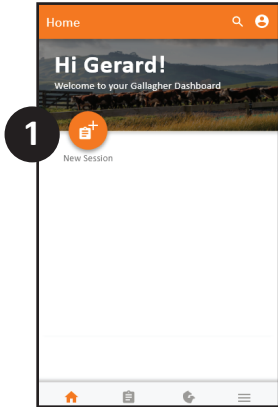 Home
Hi Gerard!
Welcome to your Gallagher Dashboard
1
New Session